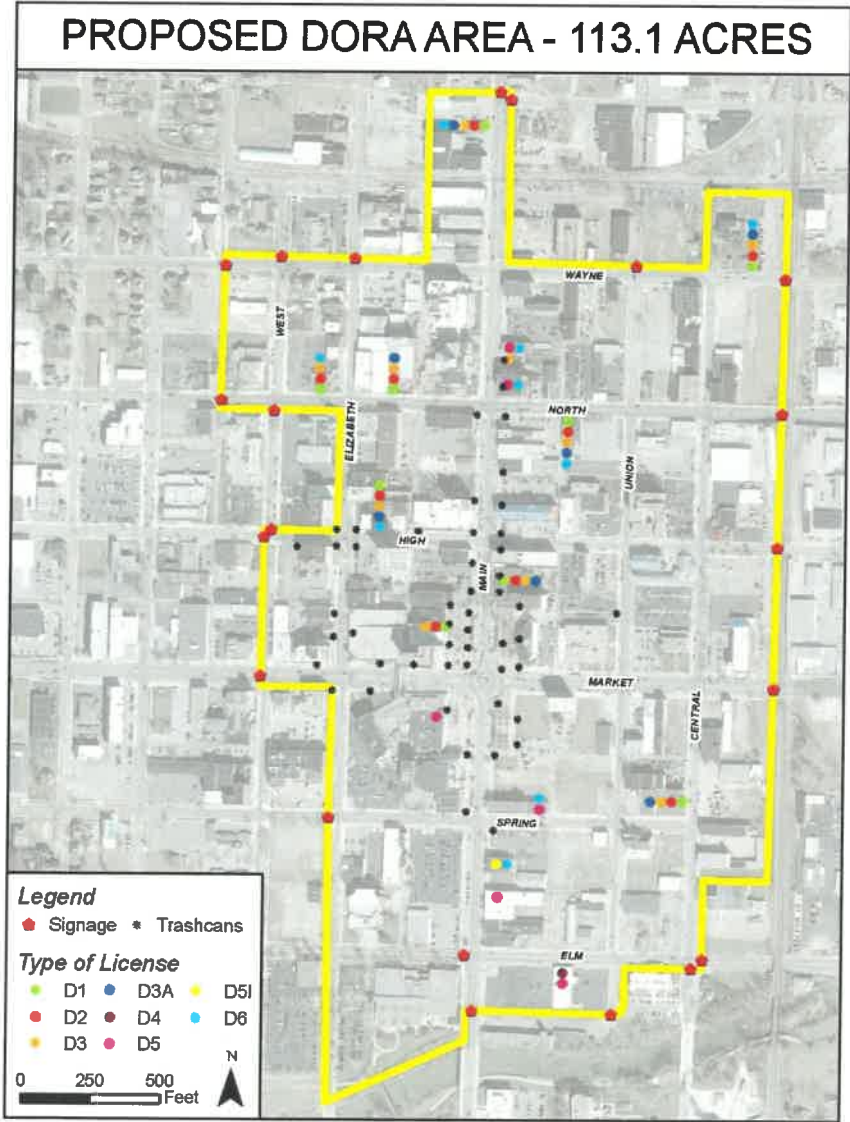 PROPOSED DORA AREA - 113.1 ACRES
WAYNE
WEST
ELIZABETH
NORTH
UNION
HIGH
MAIN
MARKET
CENTRAL
SPRING
ELM
Legend
Signage Trashcans
Type of License
D1 D3A D5I
D2 D4 D6
D3 D5
N
0 250 500
Feet